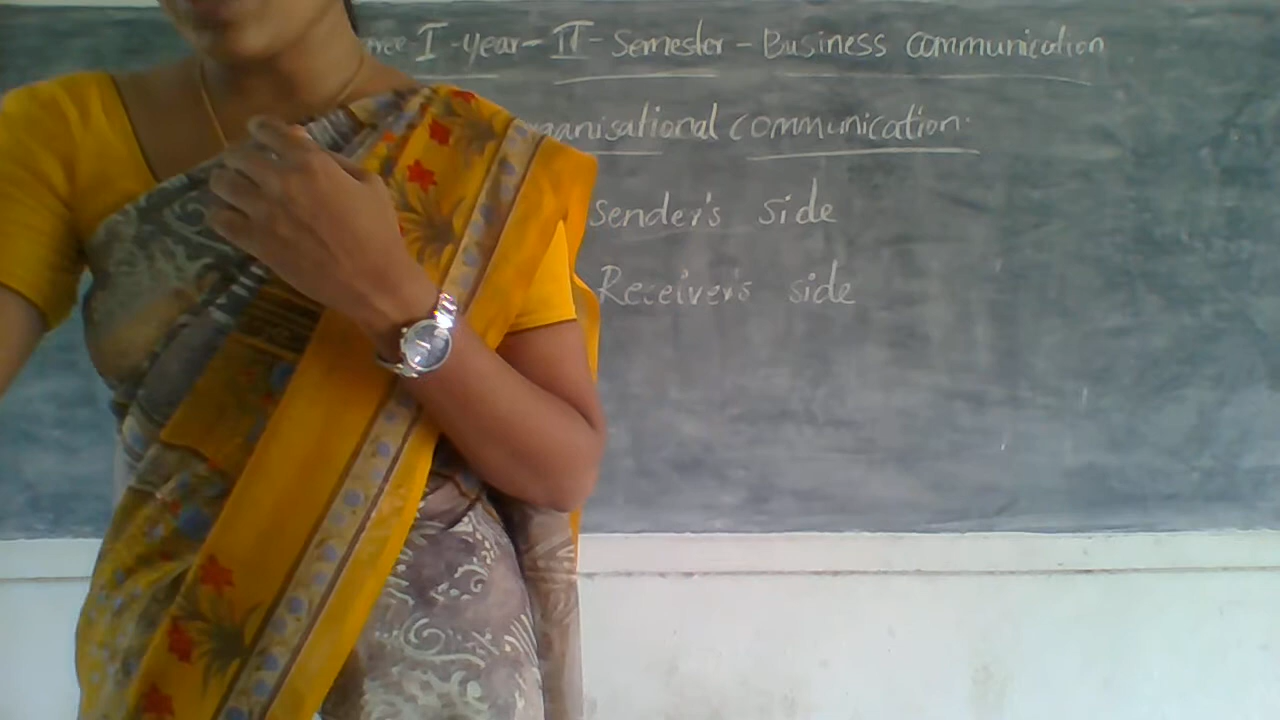 I-year-II-Semester-Business communication
communication.
Sender's side
Receiver's side